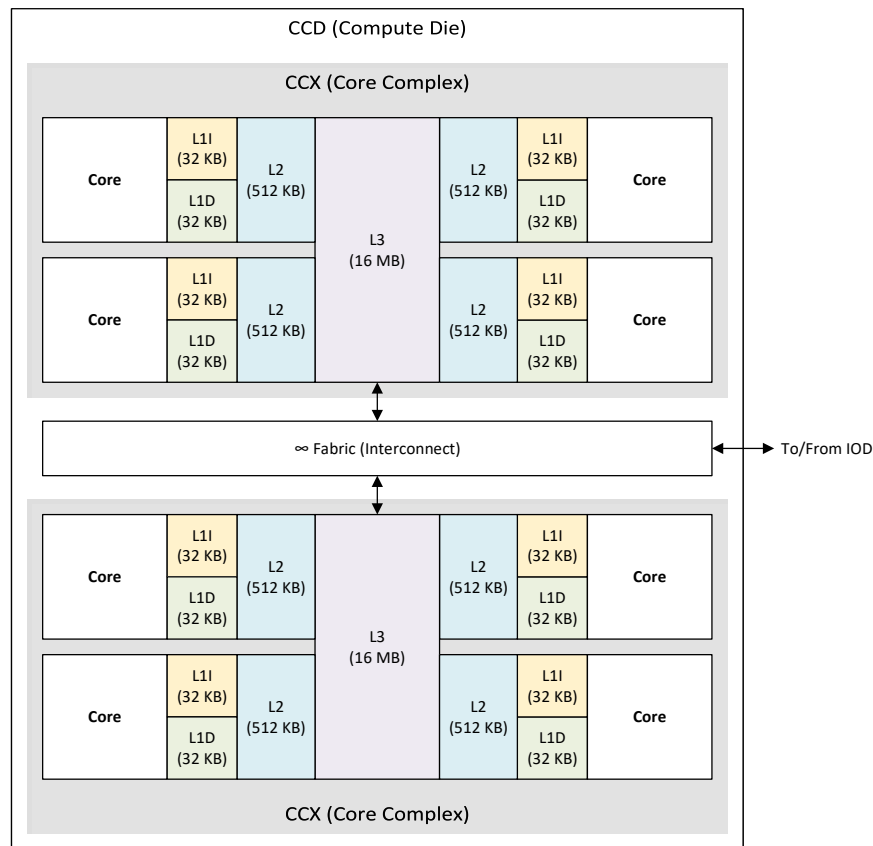 CCD (Compute Die)
CCX (Core Complex)
Core
L1I
(32 KB)
L1D
(32 KB)
L2
(512 KB)
L3
(16 MB)
L2
(512 KB)
L1I
(32 KB)
L1D
(32 KB)
Core
Core
L1I
(32 KB)
L1D
(32 KB)
L2
(512 KB)
L2
(512 KB)
L1I
(32 KB)
L1D
(32 KB)
Core
∞ Fabric (Interconnect)
To/From IOD
Core
L1I
(32 KB)
L1D
(32 KB)
L2
(512 KB)
L3
(16 MB)
L2
(512 KB)
L1I
(32 KB)
L1D
(32 KB)
Core
Core
L1I
(32 KB)
L1D
(32 KB)
L2
(512 KB)
L2
(512 KB)
L1I
(32 KB)
L1D
(32 KB)
Core
CCX (Core Complex)